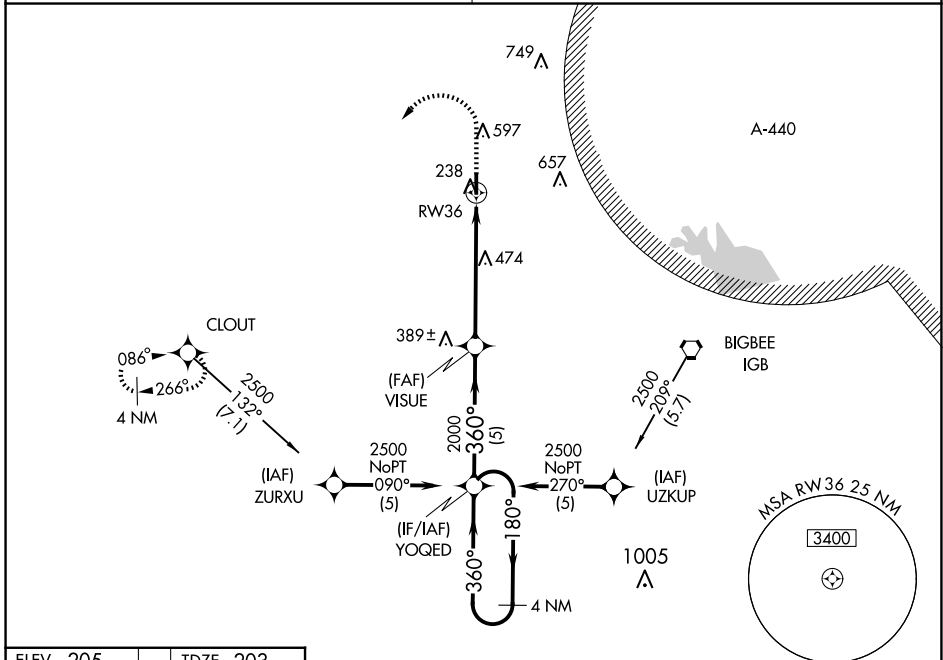 749
A-440
597
238
657
RW36
474
CLOUT
389±
BIGBEE
IGB
086°
266°
4 NM
(FAF)
VISUE
2500
132°
(7.1)
2500
209°
(5.7)
2000
360°
(5)
2500
NoPT
090°
(5)
2500
NoPT
270°
(5)
(IAF)
ZURXU
(IAF)
UZKUP
(IF/IAF)
YOQED
180°
360°
4 NM
1005
MSA RW36 25 NM
3400
ELEV 205 TDZE 203